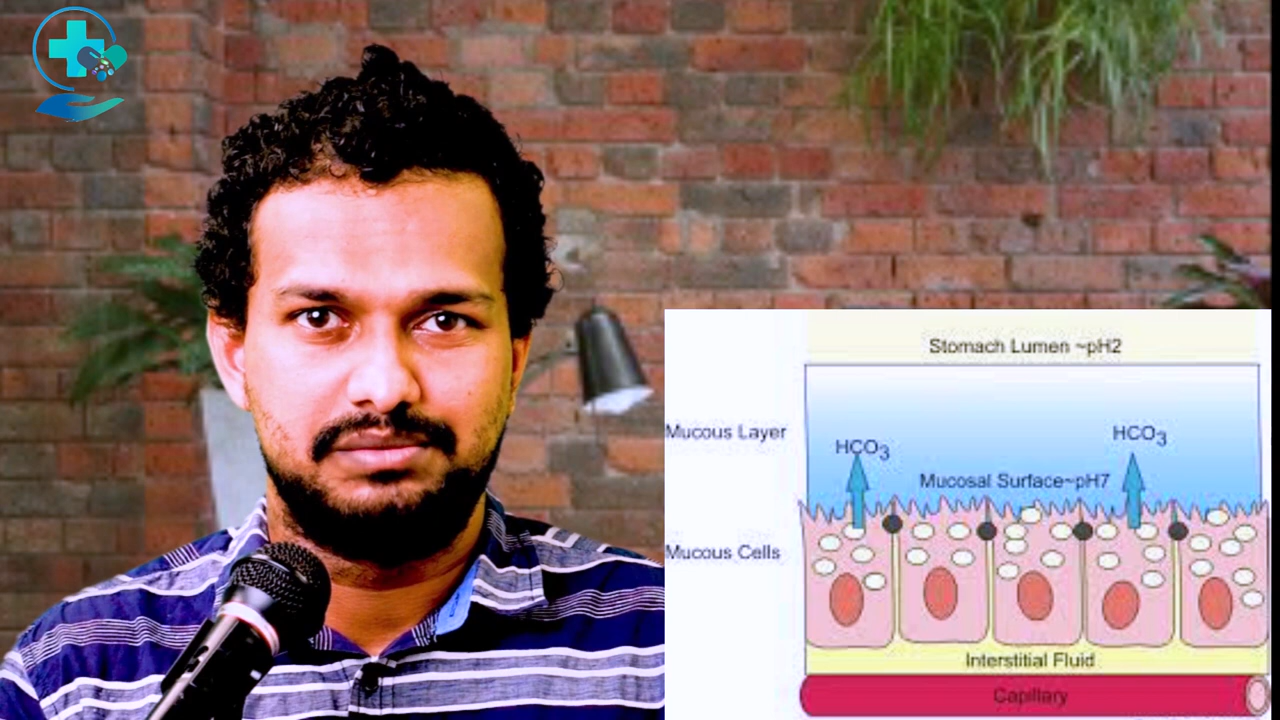 Stomach Lumen ~pH2
Mucous Layer
HCO3
HCO3
Mucosal Surface~pH7
Mucous Cells
Interstitial Fluid
Capillary